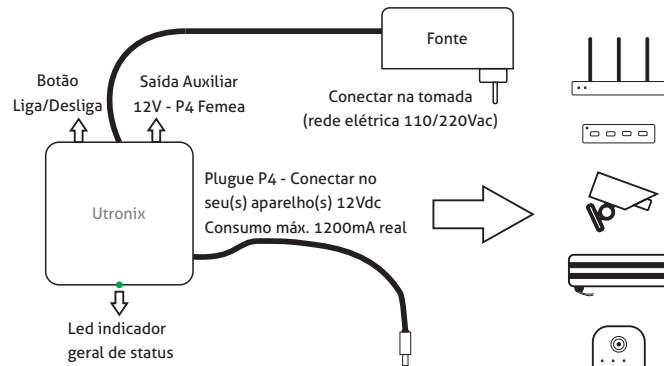 Fonte
Botão
Liga/Desliga
Saída Auxiliar
12V - P4 Femea
Conectar na tomada
(rede elétrica 110/220Vac)
Utronix
Plugue P4 - Conectar no
seu(s) aparelho(s) 12Vdc
Consumo máx. 1200mA real
Led indicador
geral de status